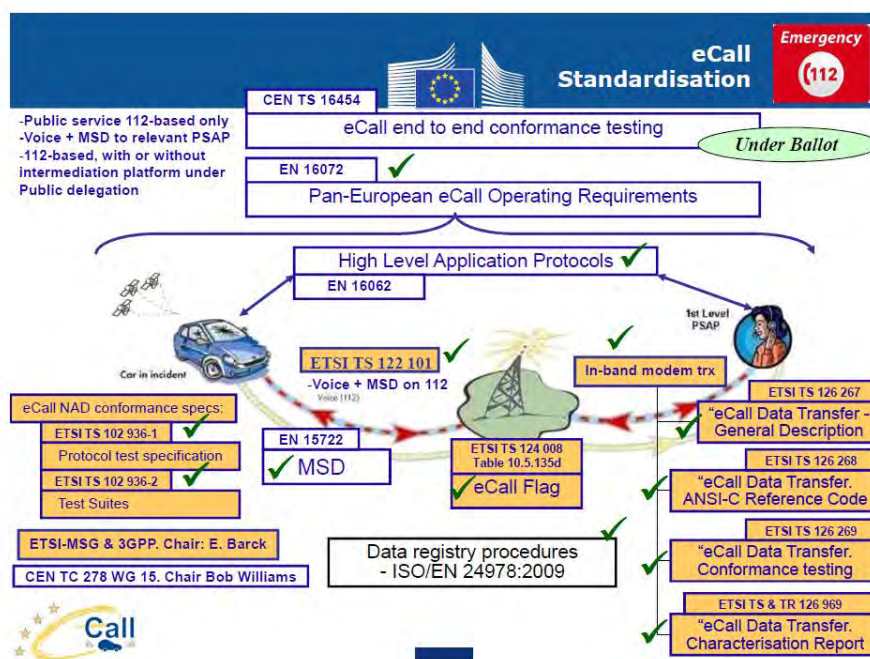 eCall
Standardisation
Emergency
112
-Public service 112-based only
-Voice + MSD to relevant PSAP
-112-based, with or without
intermediation platform under
Public delegation
CEN TS 16454
eCall end to end conformance testing
Under Ballot
EN 16072
Pan-European eCall Operating Requirements
High Level Application Protocols
EN 16062
1st Level
PSAP
Car in incident
ETSI TS 122 101
-Voice + MSD on 112
Voice (112)
In-band modem trx
eCall NAD conformance specs:
ETSI TS 102 936-1
Protocol test specification
ETSI TS 102 936-2
Test Suites
EN 15722
MSD
ETSI TS 124 008
Table 10.5.135d
eCall Flag
ETSI TS 126 267
“eCall Data Transfer -
General Description
ETSI TS 126 268
“eCall Data Transfer.
ANSI-C Reference Code
ETSI TS 126 269
“eCall Data Transfer.
Conformance testing
ETSI TS & TR 126 969
“eCall Data Transfer.
Characterisation Report
ETSI-MSG & 3GPP. Chair: E. Barck
CEN TC 278 WG 15. Chair Bob Williams
Data registry procedures
- ISO/EN 24978:2009
eCall